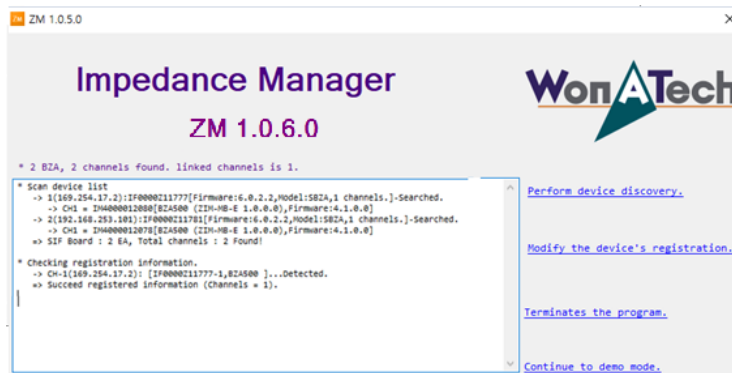 ZM 1.0.5.0
Impedance Manager
ZM 1.0.6.0
WonATech
* 2 BZA, 2 channels found. linked channels is 1.
* Scan device list
-> 1(169.254.17.2):IF0000Z11777[Firmware:6.0.2.2,Model:SBZA,1 channels.]-Searched.
-> CH1 = IM4000012080[BZA500 (ZIM-MB-E 1.0.0.0),Firmware:4.1.0.0]
-> 2(192.168.253.101):IF0000Z11781[Firmware:6.0.2.2,Model:SBZA,1 channels.]-Searched.
-> CH1 = IM4000012078[BZA500 (ZIM-MB-E 1.0.0.0),Firmware:4.1.0.0]
=> SIF Board : 2 EA, Total channels : 2 Found!
* Checking registration information.
-> CH-1(169.254.17.2): [IF0000Z11777-1,BZA500 ]...Detected.
=> Succeed registered information (Channels = 1).
Perform device discovery.
Modify the device's registration.
Terminates the program.
Continue to demo mode.